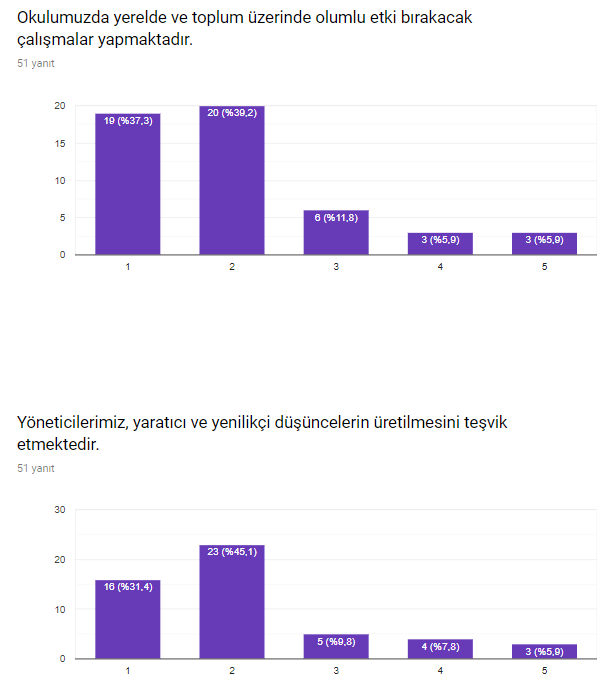 Okulumuzda yerelde ve toplum üzerinde olumlu etki bırakacak
çalışmalar yapmaktadır.
51 yanıt
20
15
10
5
0
19 (%37,3)
20 (%39,2)
6 (%11,8)
3 (%5,9)
3 (%5,9)
1 2 3 4 5
Yöneticilerimiz, yaratıcı ve yenilikçi düşüncelerin üretilmesini teşvik
etmektedir.
51 yanıt
30
20
10
0
16 (%31,4)
23 (%45,1)
5 (%9,8)
4 (%7,8)
3 (%5,9)
1 2 3 4 5